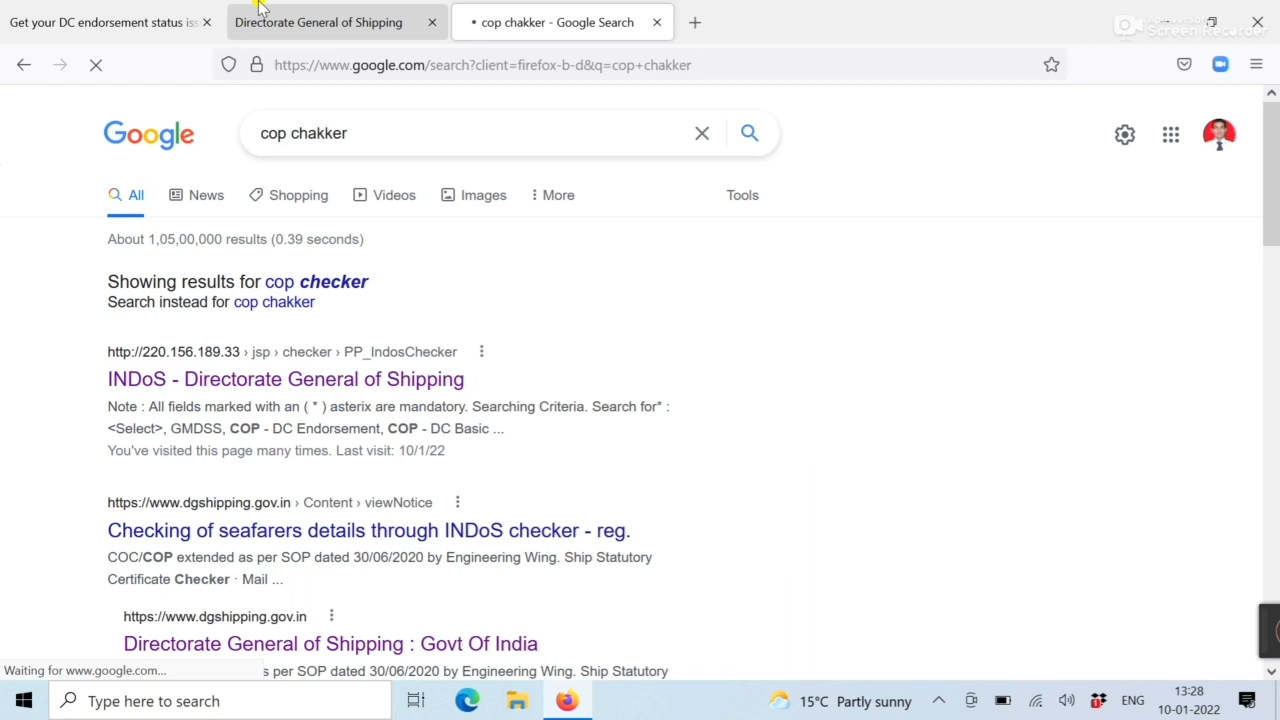 Get your DC endorsement status is
Directorate General of Shipping
cop chakker - Google Search
Screen Recorder
https://www.google.com/search?client=firefox-b-d&q=cop+chakker
Google
cop chakker
All
News
Shopping
Videos
Images
More
Tools
About 1,05,00,000 results (0.39 seconds)
Showing results for cop checker
Search instead for cop chakker
http://220.156.189.33 › jsp › checker › PP_IndosChecker
INDoS - Directorate General of Shipping
Note : All fields marked with an ( * ) asterix are mandatory. Searching Criteria. Search for* :
<Select>, GMDSS, COP - DC Endorsement, COP - DC Basic ...
You've visited this page many times. Last visit: 10/1/22
https://www.dgshipping.gov.in › Content › viewNotice
Checking of seafarers details through INDoS checker - reg.
COC/COP extended as per SOP dated 30/06/2020 by Engineering Wing. Ship Statutory
Certificate Checker · Mail ...
https://www.dgshipping.gov.in
Directorate General of Shipping : Govt Of India
s per SOP dated 30/06/2020 by Engineering Wing. Ship Statutory
Waiting for www.google.com...
Type here to search
15°C Partly sunny
ENG
13:28
10-01-2022